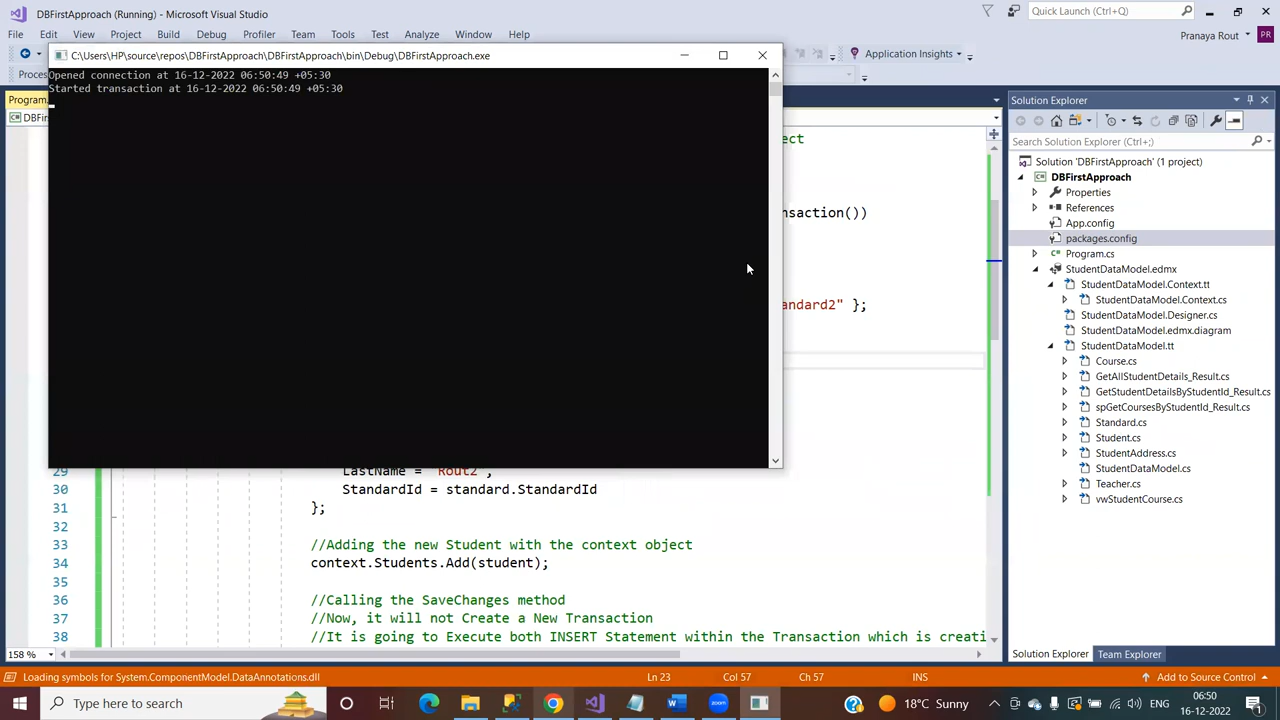 DBFirstApproach (Running) - Microsoft Visual Studio
Quick Launch (Ctrl+Q)
File Edit View Project Build Debug Profiler Team Tools Test Analyze Window Help
Pranaya Rout PR
C:\Users\HP\source\repos\DBFirstApproach\DBFirstApproach\bin\Debug\DBFirstApproach.exe
Application Insights
Opened connection at 16-12-2022 06:50:49 +05:30
Started transaction at 16-12-2022 06:50:49 +05:30
Proces
Program.
DBFir
ect
nsaction())
andard2" };
29 LastName = "Rout2",
30 StandardId = standard.StandardId
31 };
32
33 //Adding the new Student with the context object
34 context.Students.Add(student);
35
36 //Calling the SaveChanges method
37 //Now, it will not Create a New Transaction
38 //It is going to Execute both INSERT Statement within the Transaction which is creati
158 %
Solution Explorer
Search Solution Explorer (Ctrl+;)
Solution 'DBFirstApproach' (1 project)
DBFirstApproach
Properties
References
App.config
packages.config
Program.cs
StudentDataModel.edmx
StudentDataModel.Context.tt
StudentDataModel.Context.cs
StudentDataModel.Designer.cs
StudentDataModel.edmx.diagram
StudentDataModel.tt
Course.cs
GetAllStudentDetails_Result.cs
GetStudentDetailsByStudentId_Result.cs
spGetCoursesByStudentId_Result.cs
Standard.cs
Student.cs
StudentAddress.cs
StudentDataModel.cs
Teacher.cs
vwStudentCourse.cs
Solution Explorer Team Explorer
Loading symbols for System.ComponentModel.DataAnnotations.dll Ln 23 Col 57 Ch 57 INS Add to Source Control
Type here to search
zoom
18°C Sunny
ENG
06:50
16-12-2022